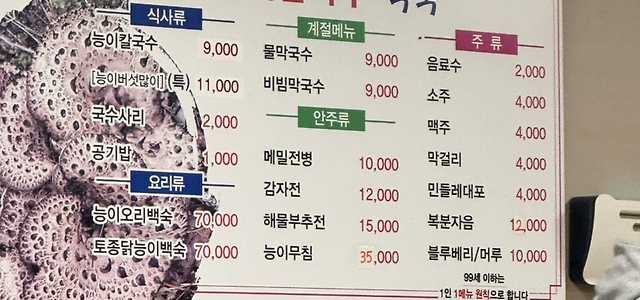 식사류
능이칼국수 9,000
[능이버섯많이] (특) 11,000
국수사리 2,000
공기밥 1,000
요리류
능이오리백숙 70,000
토종닭능이백숙 70,000
계절메뉴
물막국수 9,000
비빔막국수 9,000
안주류
메밀전병 10,000
감자전 12,000
해물부추전 15,000
능이무침 35,000
주 류
음료수 2,000
소주 4,000
맥주 4,000
막걸리 4,000
민들레대포 4,000
복분자음 12,000
블루베리/머루 10,000
99세 이하는
1인 1메뉴 원칙으로 합니다